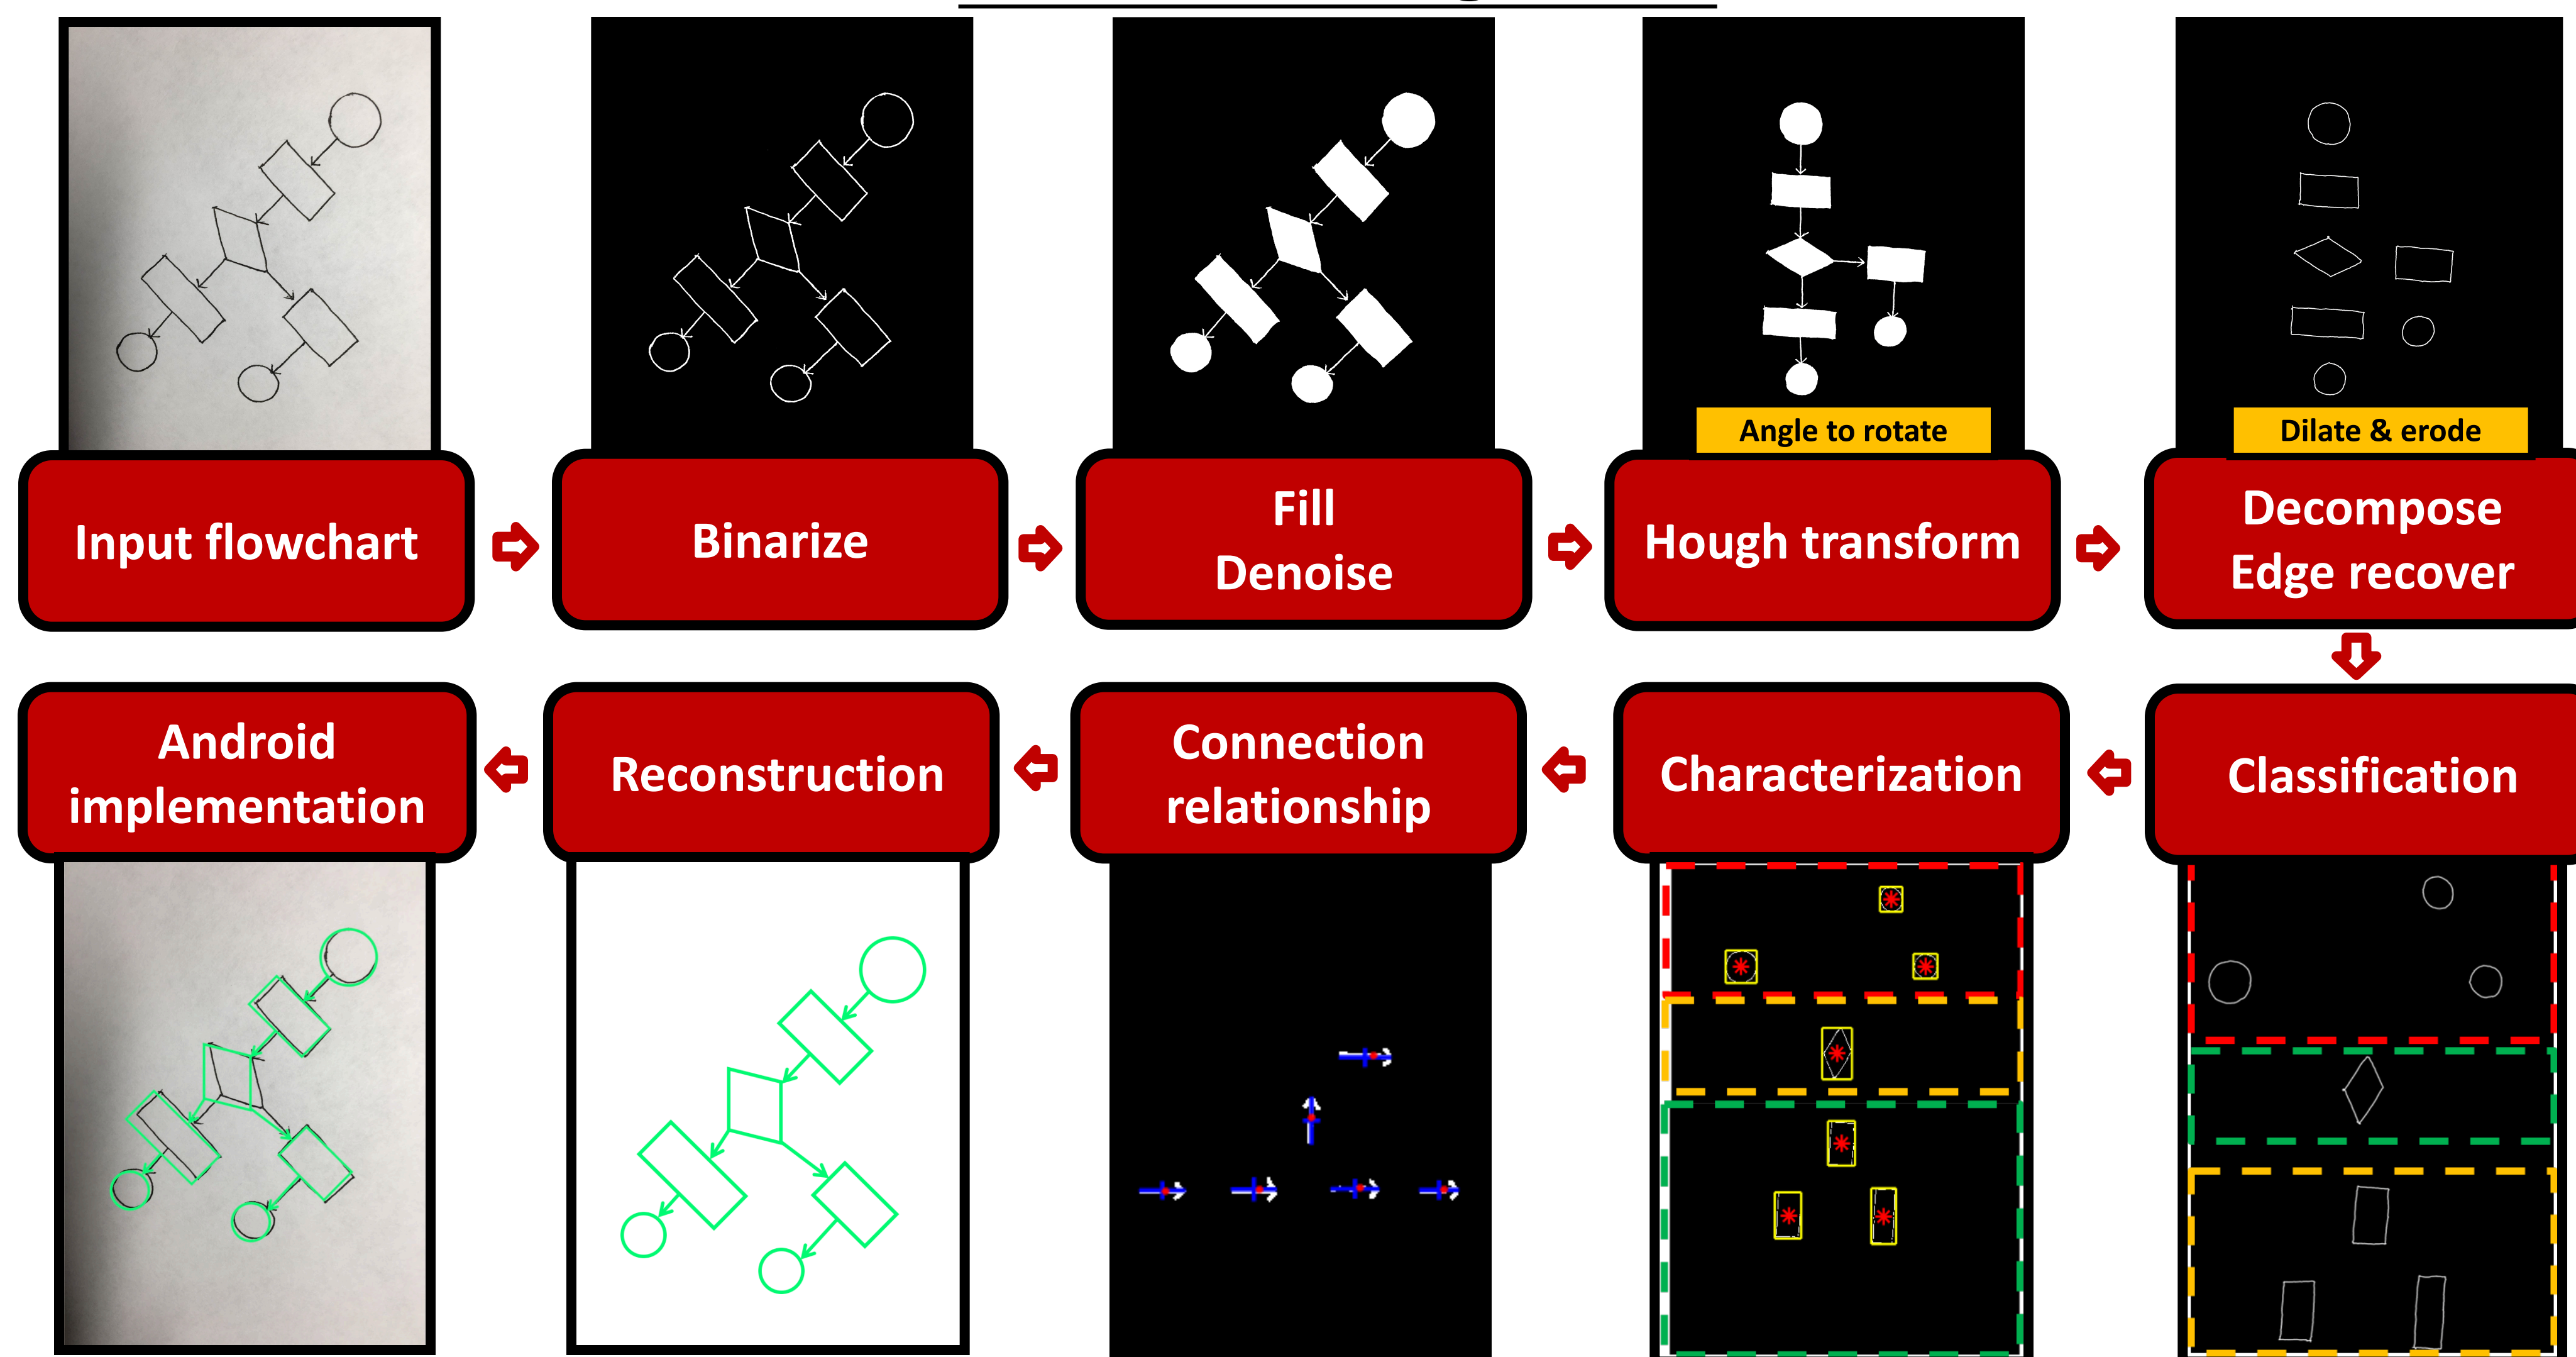 Angle to rotate
Dilate & erode
Input flowchart
Binarize
Fill
Denoise
Hough transform
Decompose
Edge recover
Android
implementation
Reconstruction
Connection
relationship
Characterization
Classification